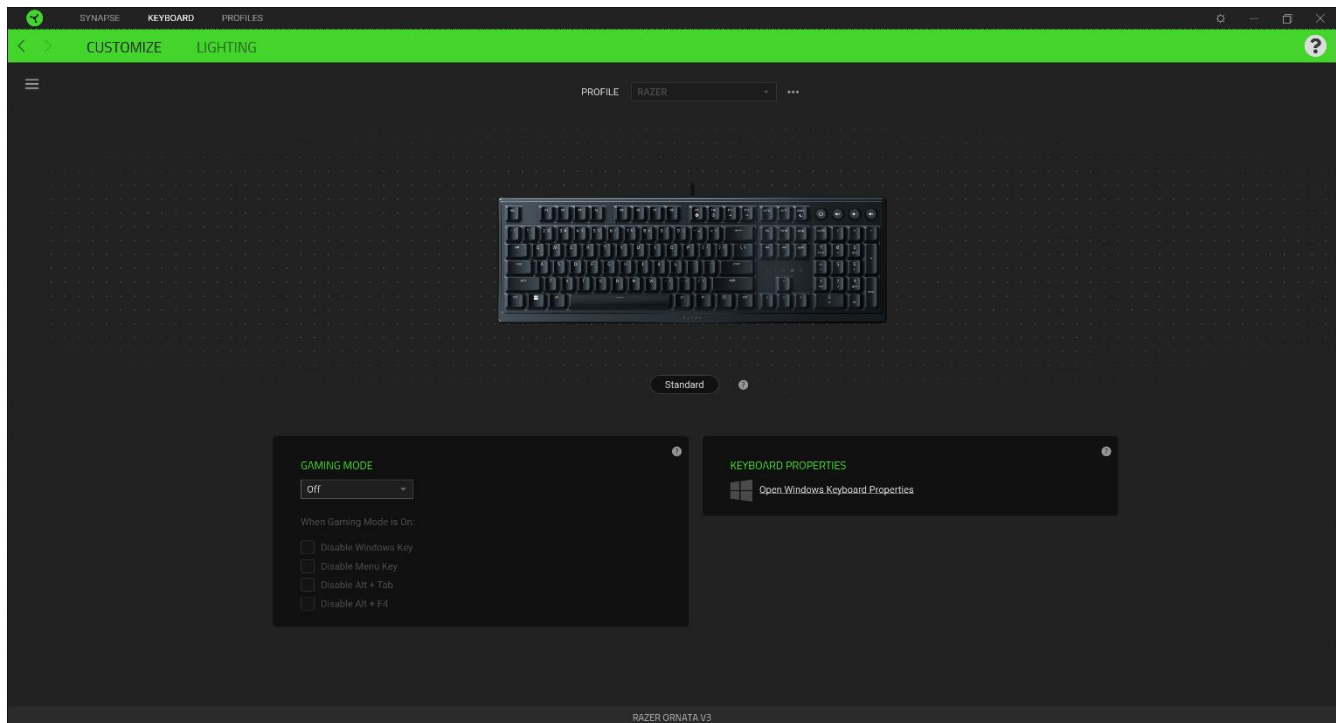 SYNAPSE KEYBOARD PROFILES
CUSTOMIZE LIGHTING
?
PROFILE RAZER
Standard ?
GAMING MODE ?
Off
When Gaming Mode is On:
Disable Windows Key
Disable Menu Key
Disable Alt + Tab
Disable Alt + F4
KEYBOARD PROPERTIES ?
Open Windows Keyboard Properties
RAZER ORNATA V3